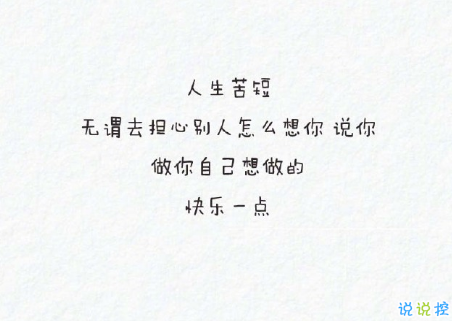 人生苦短
无谓去担心别人怎么想你 说你
做你自己想做的
快乐一点
说说控